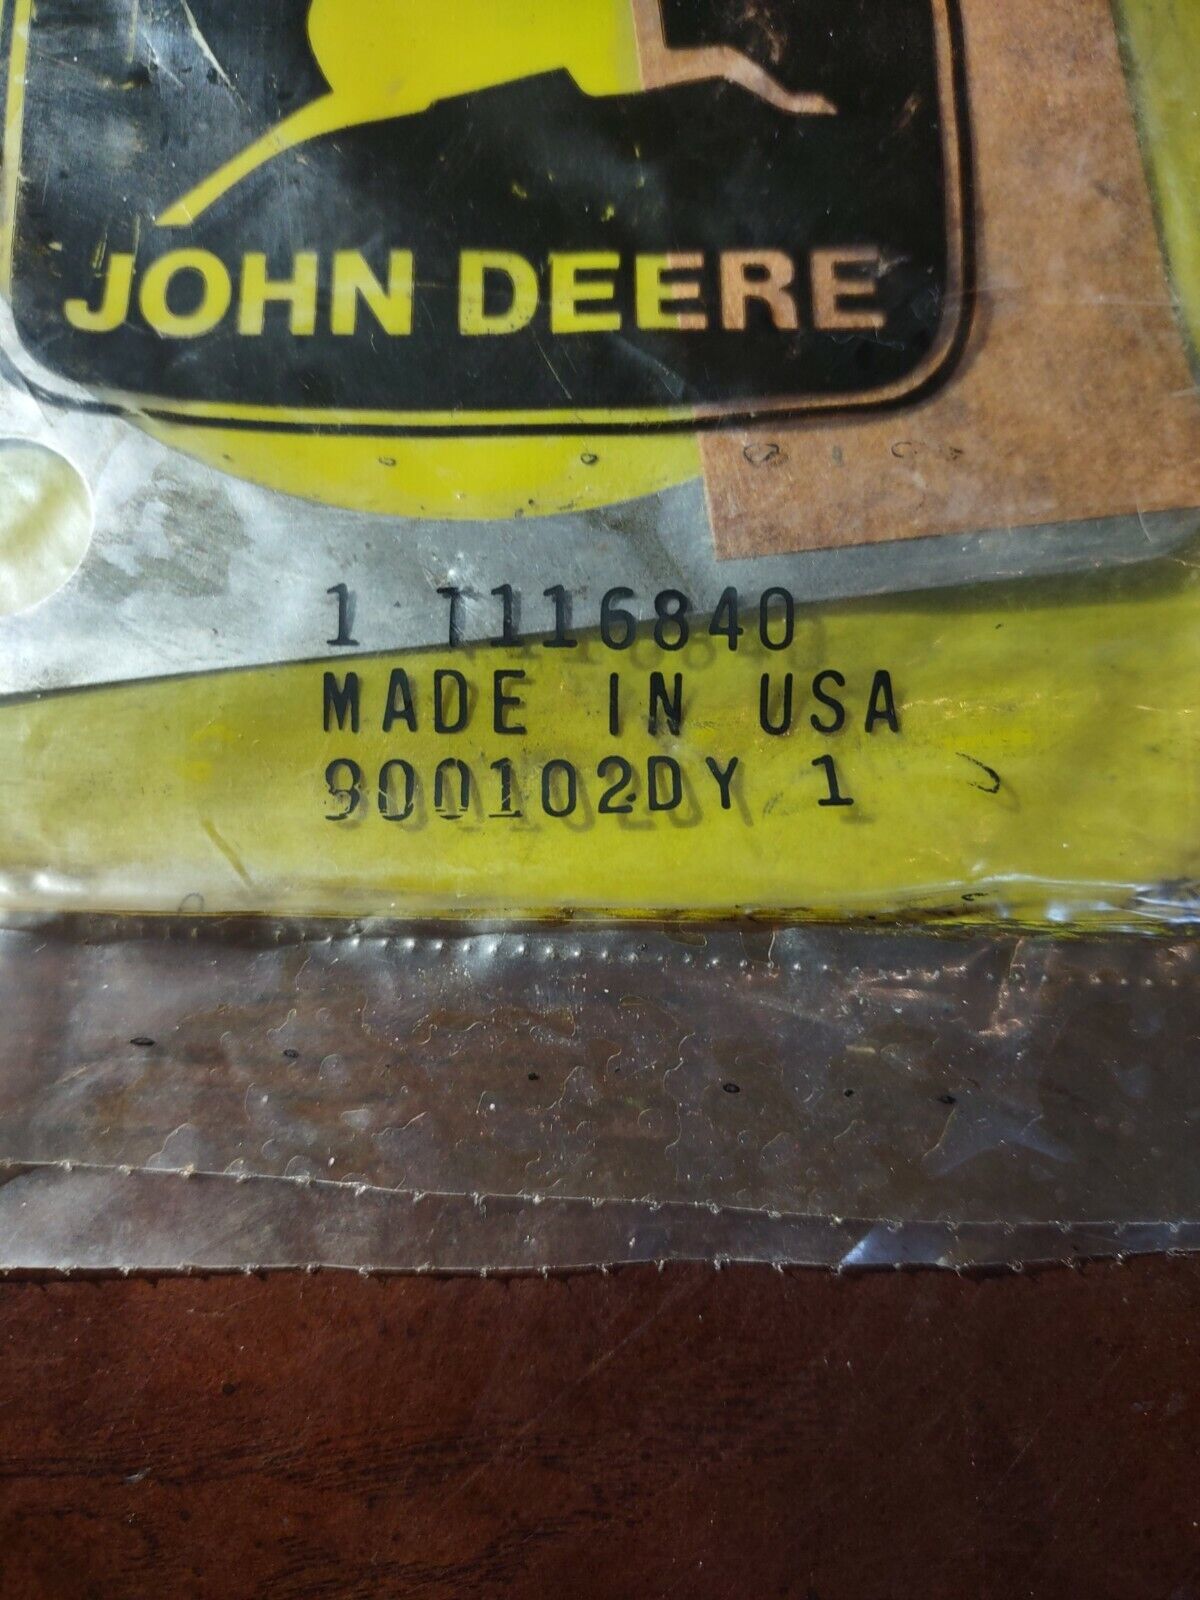 JOHN DEERE
1 T116840
MADE IN USA
900102DY 1